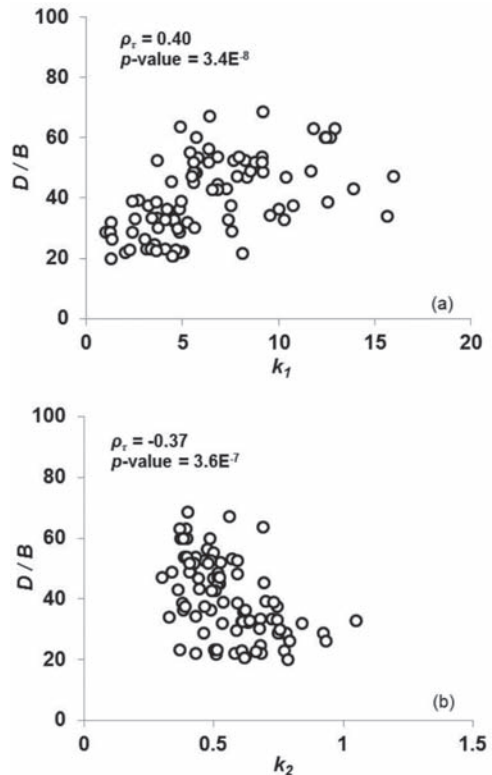 100
80
60
40
20
0
D / B
ρτ = 0.40
p-value = 3.4E-8
(a)
0 5 10 15 20
k1
100
80
60
40
20
0
D / B
ρτ = -0.37
p-value = 3.6E-7
(b)
0 0.5 1 1.5
k2